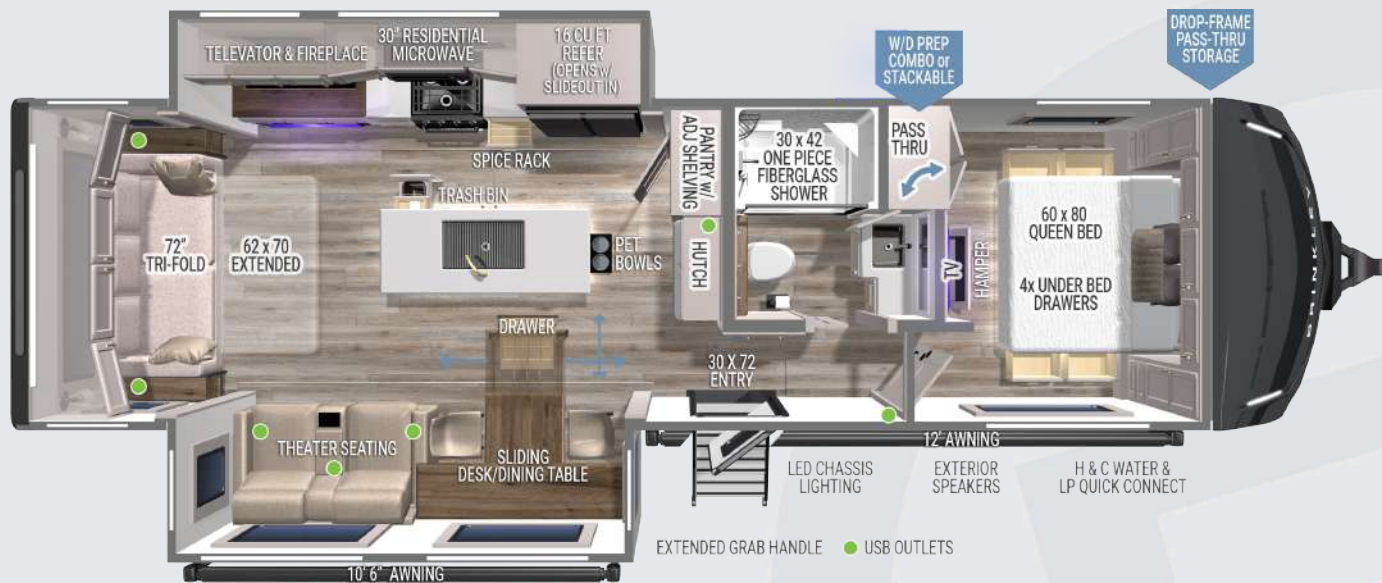 DROP-FRAME
PASS-THRU
STORAGE
W/D PREP
COMBO or
STACKABLE
TELEVATOR & FIREPLACE
30" RESIDENTIAL
MICROWAVE
16 CU FT
REFER
(OPENS w/
SLIDEOUT IN)
SPICE RACK
PANTRY w/
ADJ SHELVING
30 x 42
ONE PIECE
FIBERGLASS
SHOWER
PASS
THRU
TRASH BIN
72"
TRI-FOLD
62 x 70
EXTENDED
PET
BOWLS
HUTCH
TV
HAMPER
60 x 80
QUEEN BED
4x UNDER BED
DRAWERS
BRINKLEY
DRAWER
30 X 72
ENTRY
THEATER SEATING
SLIDING
DESK/DINING TABLE
12' AWNING
LED CHASSIS
LIGHTING
EXTERIOR
SPEAKERS
H & C WATER &
LP QUICK CONNECT
EXTENDED GRAB HANDLE
USB OUTLETS
10' 6" AWNING